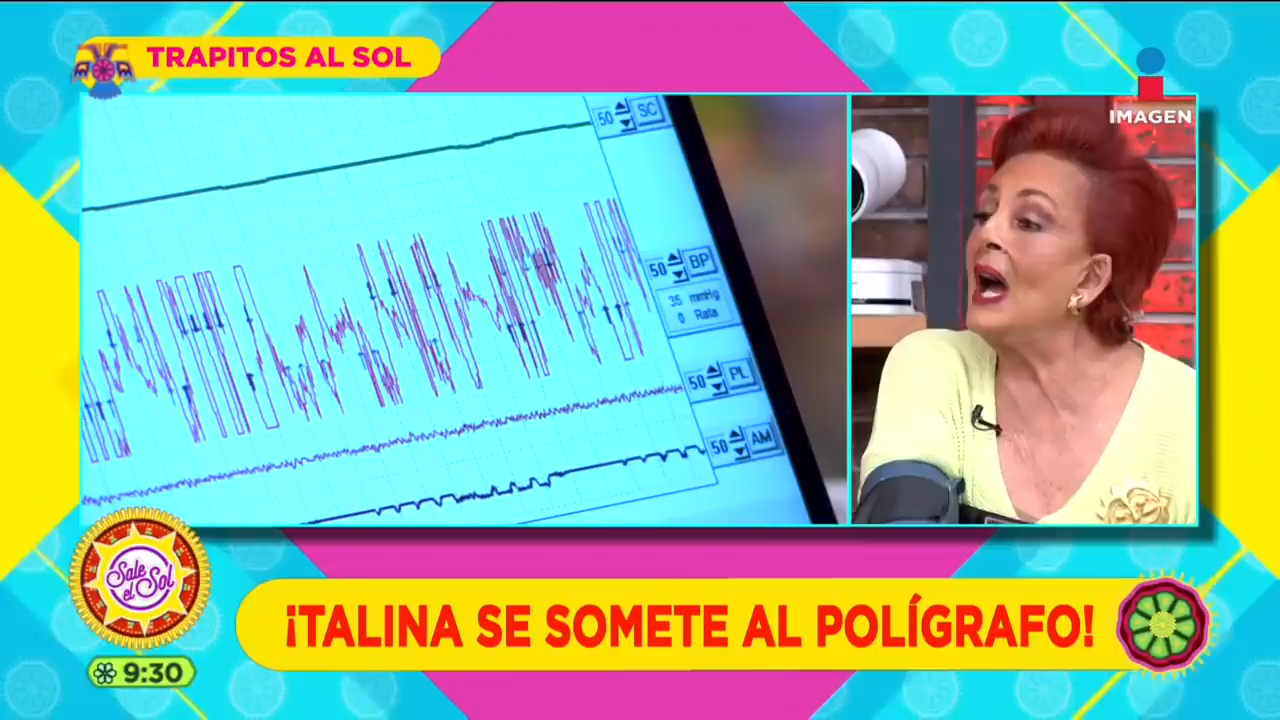 TRAPITOS AL SOL
IMAGEN
50 SC
50 BP
35 mmHg
0 Rata
50 PL
50 AM
Sale
el Sol
¡TALINA SE SOMETE AL POLÍGRAFO!
9:30